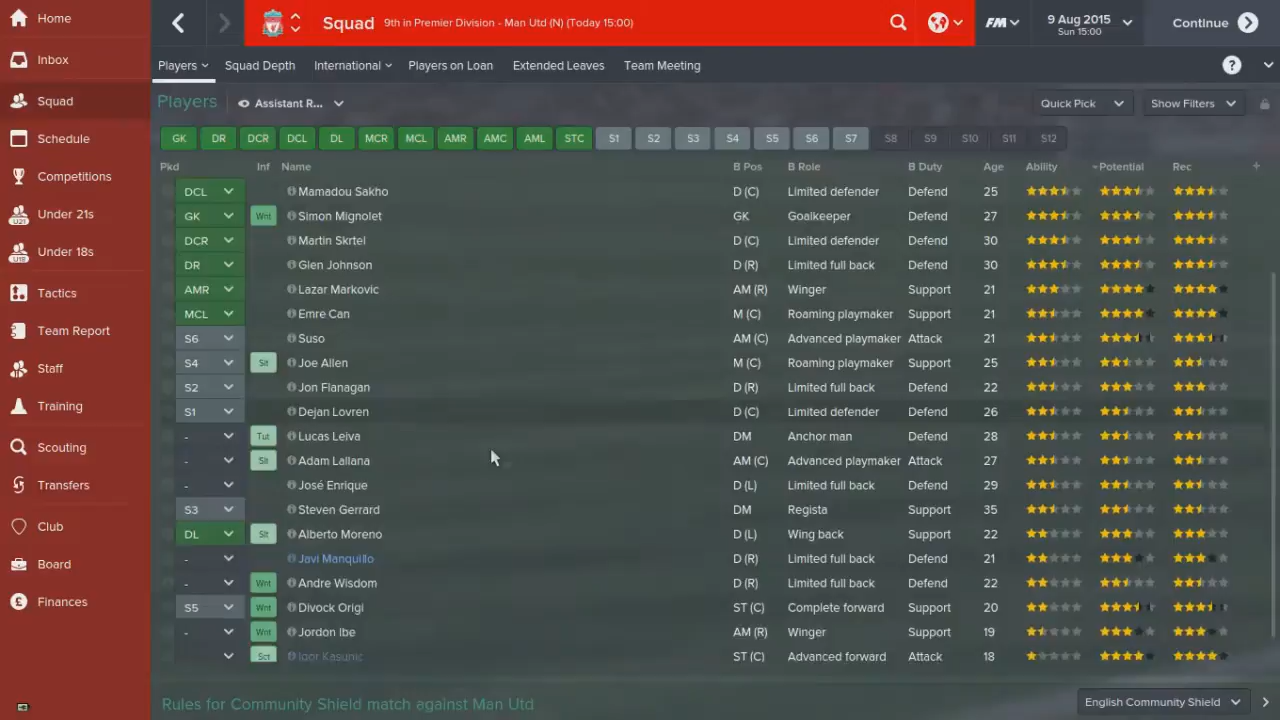 Home
Inbox
Squad
Schedule
Competitions
Under 21s
Under 18s
Tactics
Team Report
Staff
Training
Scouting
Transfers
Club
Board
Finances
Squad 9th in Premier Division - Man Utd (N) (Today 15:00) FM 9 Aug 2015 Continue
Sun 15:00
Players Squad Depth International Players on Loan Extended Leaves Team Meeting ?
Players Assistant R... Quick Pick Show Filters
GK DR DCR DCL DL MCR MCL AMR AMC AML STC S1 S2 S3 S4 S5 S6 S7 S8 S9 S10 S11 S12
Pkd Inf Name B Pos B Role B Duty Age Ability Potential Rec +
DCL Mamadou Sakho D (C) Limited defender Defend 25
GK Wnt Simon Mignolet GK Goalkeeper Defend 27
DCR Martin Skrtel D (C) Limited defender Defend 30
DR Glen Johnson D (R) Limited full back Defend 30
AMR Lazar Markovic AM (R) Winger Support 21
MCL Emre Can M (C) Roaming playmaker Support 21
S6 Suso AM (C) Advanced playmaker Attack 21
S4 Slt Joe Allen M (C) Roaming playmaker Support 25
S2 Jon Flanagan D (R) Limited full back Defend 22
S1 Dejan Lovren D (C) Limited defender Defend 26
- Tut Lucas Leiva DM Anchor man Defend 28
- Slt Adam Lallana AM (C) Advanced playmaker Attack 27
- José Enrique D (L) Limited full back Defend 29
S3 Steven Gerrard DM Regista Support 35
DL Slt Alberto Moreno D (L) Wing back Support 22
- Javi Manquillo D (R) Limited full back Defend 21
- Wnt Andre Wisdom D (R) Limited full back Defend 22
S5 Wnt Divock Origi ST (C) Complete forward Support 20
- Wnt Jordon Ibe AM (R) Winger Support 19
Sct Igor Kasunic ST (C) Advanced forward Attack 18
Rules for Community Shield match against Man Utd English Community Shield